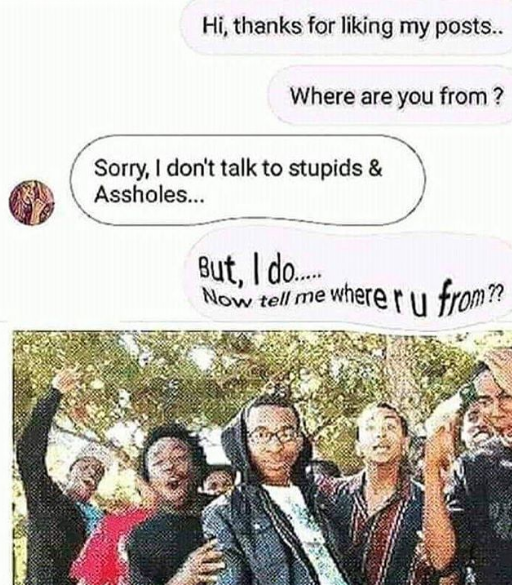 Hi, thanks for liking my posts..
Where are you from ?
Sorry, I don't talk to stupids &
Assholes...
But, I do.....
Now tell me where r u from??